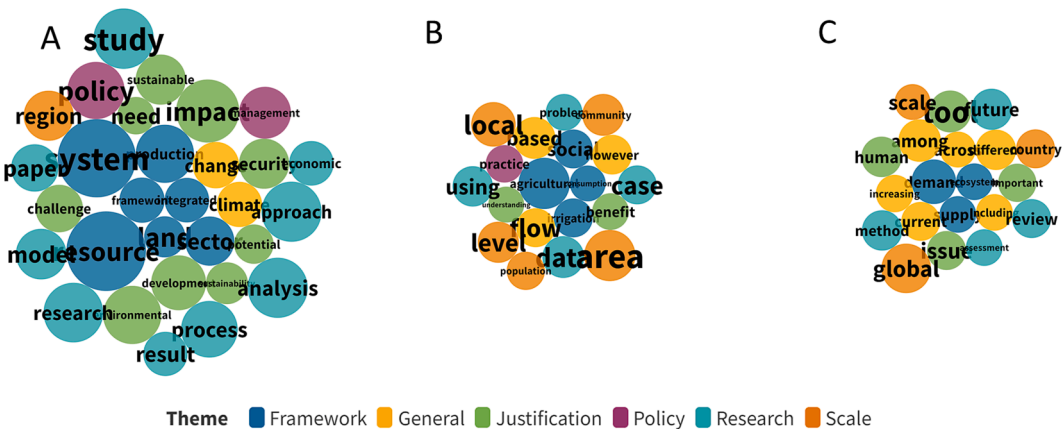 A
study
sustainable
policy
impact
management
region
need
system
production
paper
change
security
economic
framework
integrated
climate
challenge
approach
land
sector
potential
model
resource
development
sustainability
analysis
research
environmental
process
result
B
problem
community
local
based
social
however
practice
agricultural
consumption
using
case
understanding
benefit
irrigation
flow
level
data
area
population
C
scale
tool
future
among
across
different
country
human
demand
ecosystem
important
increasing
current
supply
including
review
method
issue
assessment
global
Theme
Framework
General
Justification
Policy
Research
Scale